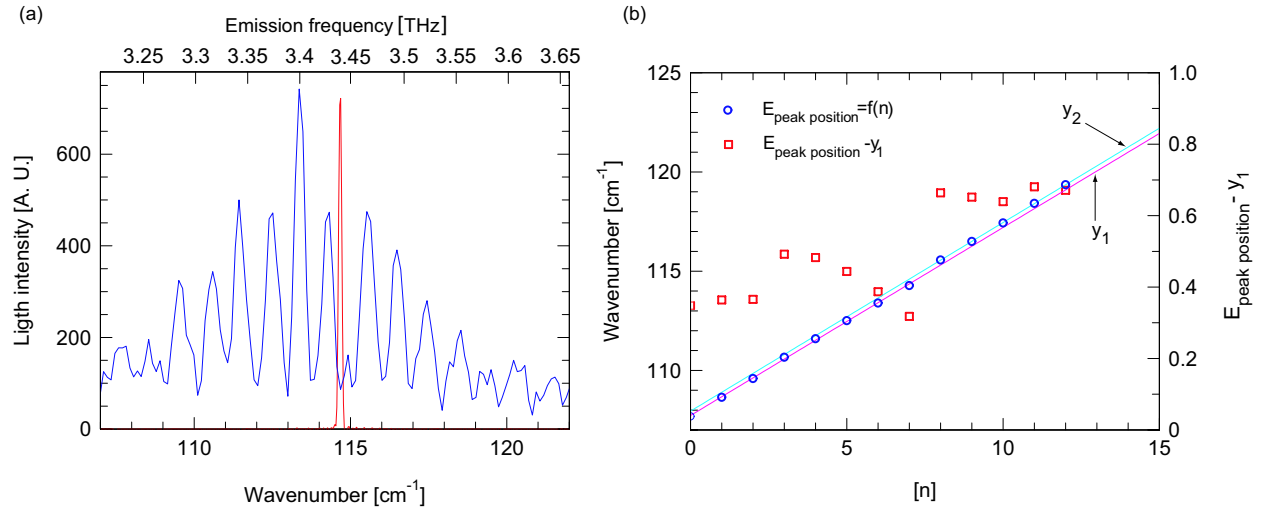 (a)
Emission frequency [THz]
3.25 3.3 3.35 3.4 3.45 3.5 3.55 3.6 3.65
Ligth intensity [A. U.]
600
400
200
0
110 115 120
Wavenumber [cm⁻¹]
(b)
Wavenumber [cm⁻¹]
125
120
115
110
E_peak position=f(n)
E_peak position -y₁
y₂
y₁
1.0
0.8
0.6
0.4
0.2
0
E_peak position- y₁
0 5 10 15
[n]